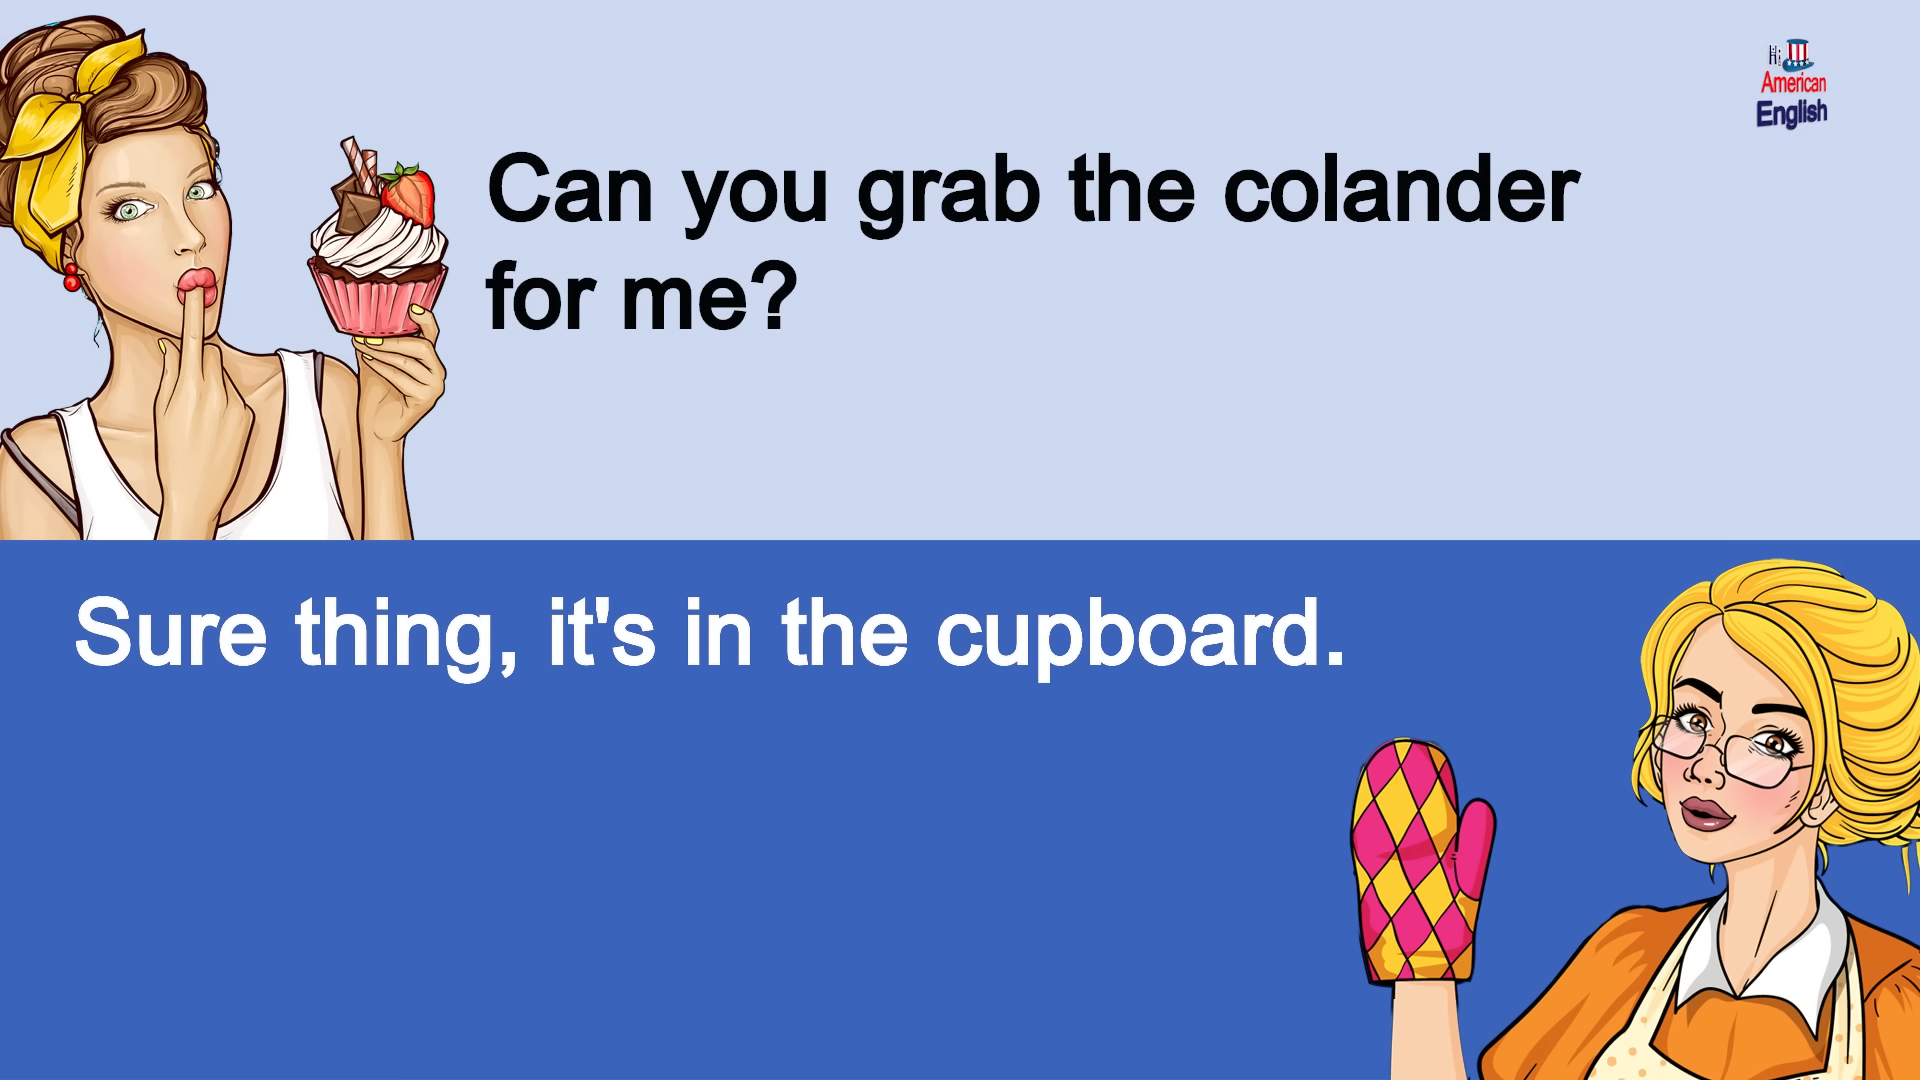 Hi
American
English
Can you grab the colander
for me?
Sure thing, it's in the cupboard.